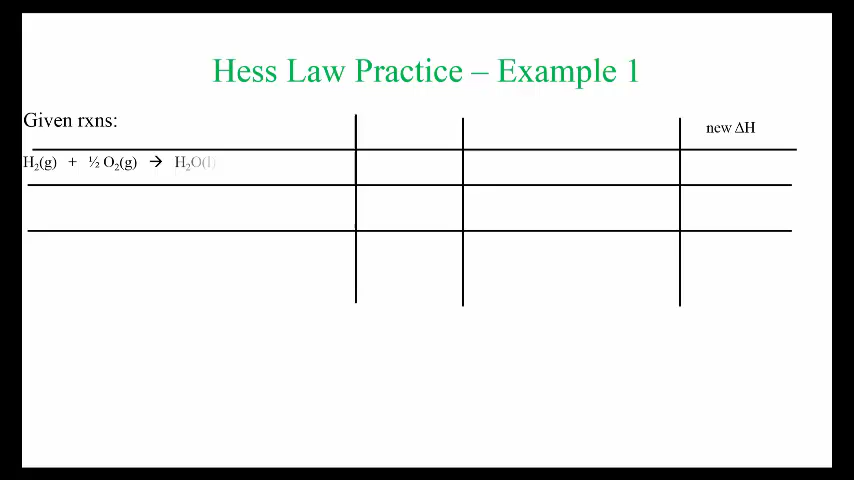 Hess Law Practice – Example 1
Given rxns:
new ΔH
H₂(g) + ½ O₂(g) → H₂O(l)